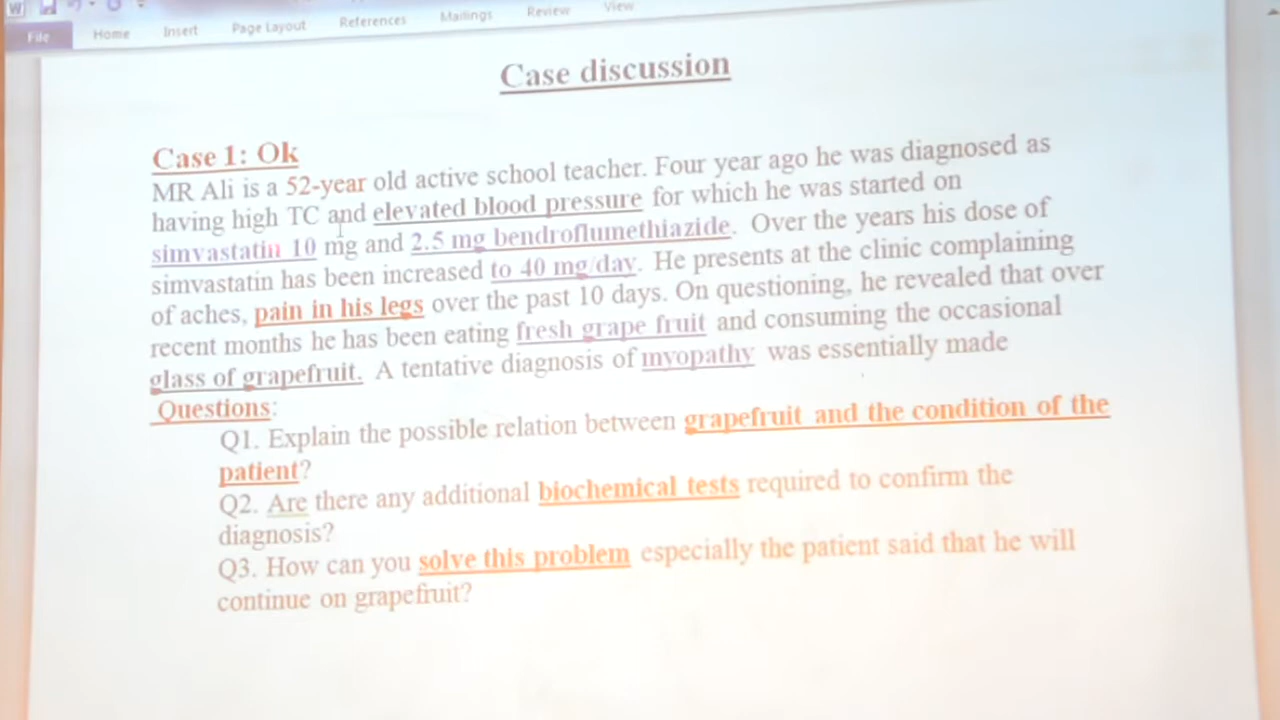 File Home Insert Page Layout References Mailings Review View
Case discussion
Case 1: Ok
MR Ali is a 52-year old active school teacher. Four year ago he was diagnosed as
having high TC and elevated blood pressure for which he was started on
simvastatin 10 mg and 2.5 mg bendroflumethiazide. Over the years his dose of
simvastatin has been increased to 40 mg/day. He presents at the clinic complaining
of aches, pain in his legs over the past 10 days. On questioning, he revealed that over
recent months he has been eating fresh grape fruit and consuming the occasional
glass of grapefruit. A tentative diagnosis of myopathy was essentially made
Questions:
Q1. Explain the possible relation between grapefruit and the condition of the
patient?
Q2. Are there any additional biochemical tests required to confirm the
diagnosis?
Q3. How can you solve this problem especially the patient said that he will
continue on grapefruit?